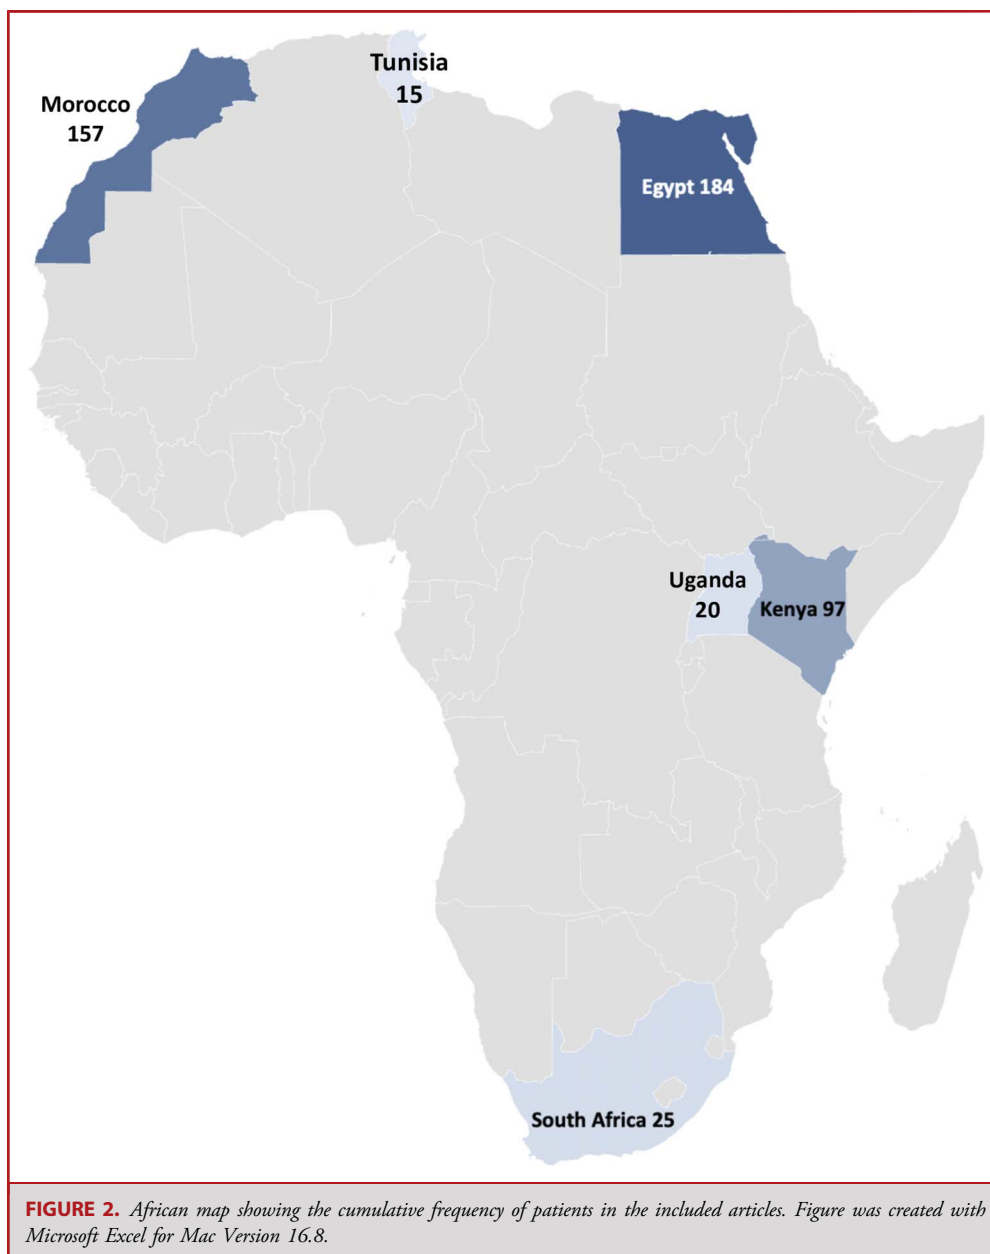 Tunisia
15
Morocco
157
Egypt 184
Uganda
20
Kenya 97
South Africa 25
FIGURE 2. African map showing the cumulative frequency of patients in the included articles. Figure was created with
Microsoft Excel for Mac Version 16.8.